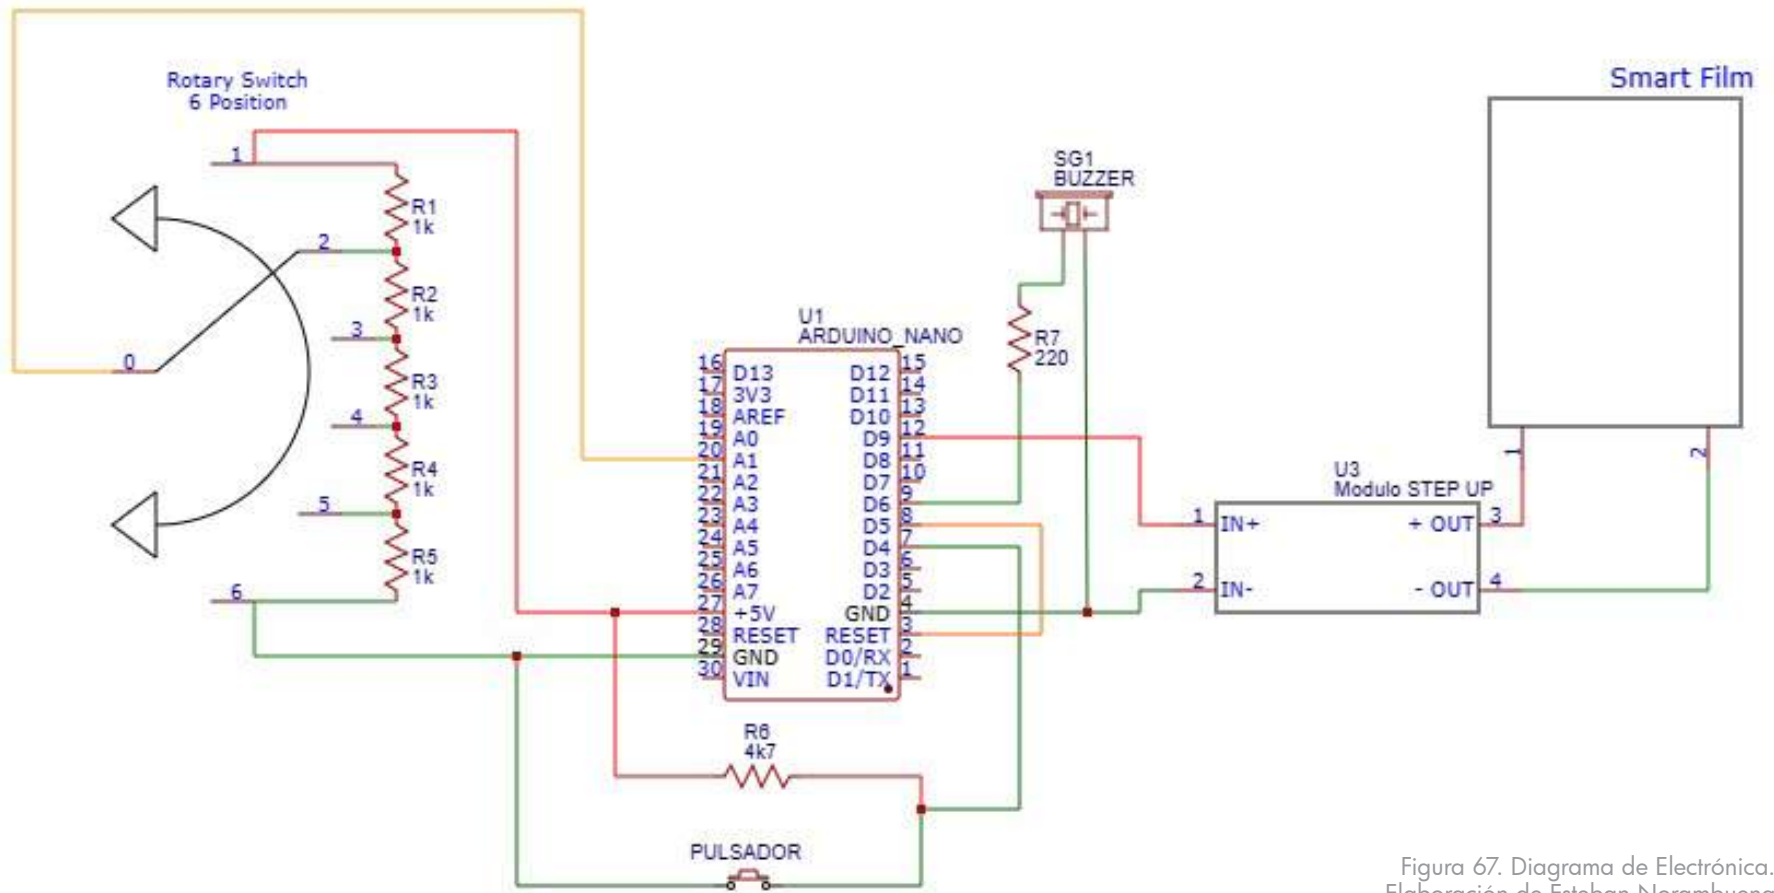 Rotary Switch
6 Position
1
2
3
4
5
6
0
R1
1k
R2
1k
R3
1k
R4
1k
R5
1k
U1
ARDUINO_NANO
16 D13
17 3V3
18 AREF
19 A0
20 A1
21 A2
22 A3
23 A4
24 A5
25 A6
26 A7
27 +5V
28 RESET
29 GND
30 VIN
D12 15
D11 14
D10 13
D9 12
D8 11
D7 10
D6 9
D5 8
D4 7
D3 6
D2 5
GND 4
RESET 3
D0/RX 2
D1/TX 1
R6
4k7
PULSADOR
SG1
BUZZER
R7
220
Smart Film
1
2
U3
Modulo STEP UP
1 IN+
2 IN-
+ OUT 3
- OUT 4
Figura 67. Diagrama de Electrónica.
Elaboración de Esteban Norambuena